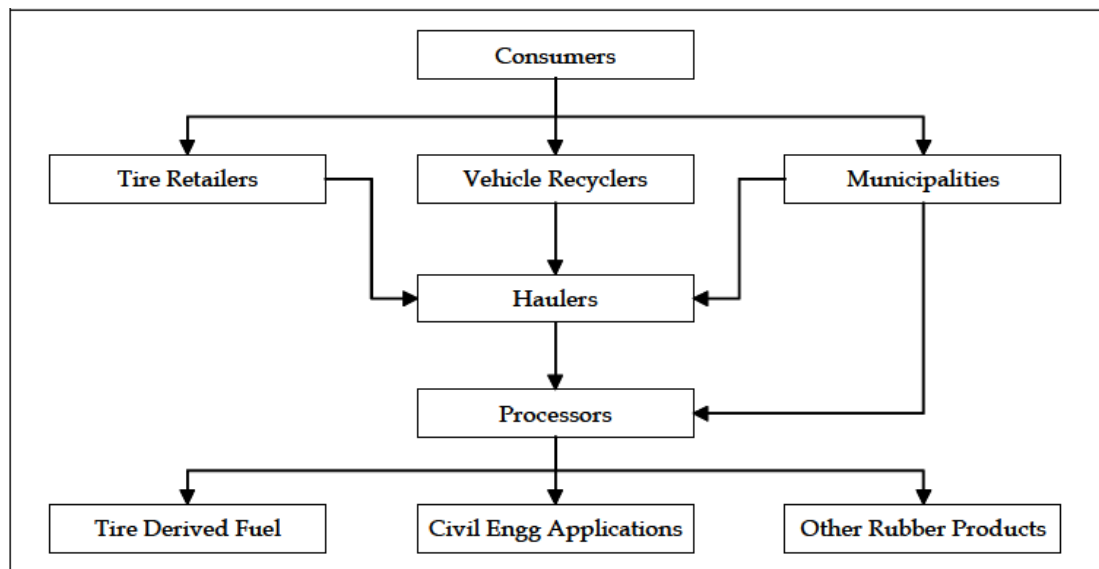 Consumers
Tire Retailers
Vehicle Recyclers
Municipalities
Haulers
Processors
Tire Derived Fuel
Civil Engg Applications
Other Rubber Products